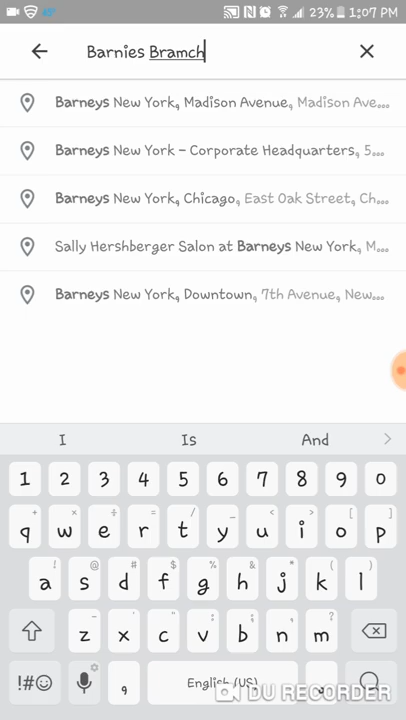 23% 1:07 PM
Barnies Bramch
Barneys New York, Madison Avenue, Madison Ave...
Barneys New York - Corporate Headquarters, 5...
Barneys New York, Chicago, East Oak Street, Ch...
Sally Hershberger Salon at Barneys New York, M...
Barneys New York, Downtown, 7th Avenue, New...
I Is And
1 2 3 4 5 6 7 8 9 0
+ × ÷ = / _ < > [ ]
q w e r t y u i o p
! @ # $ % & * ( )
a s d f g h j k l
- ' " : ; , ?
z x c v b n m
!#☺ , English (US) .
DU RECORDER